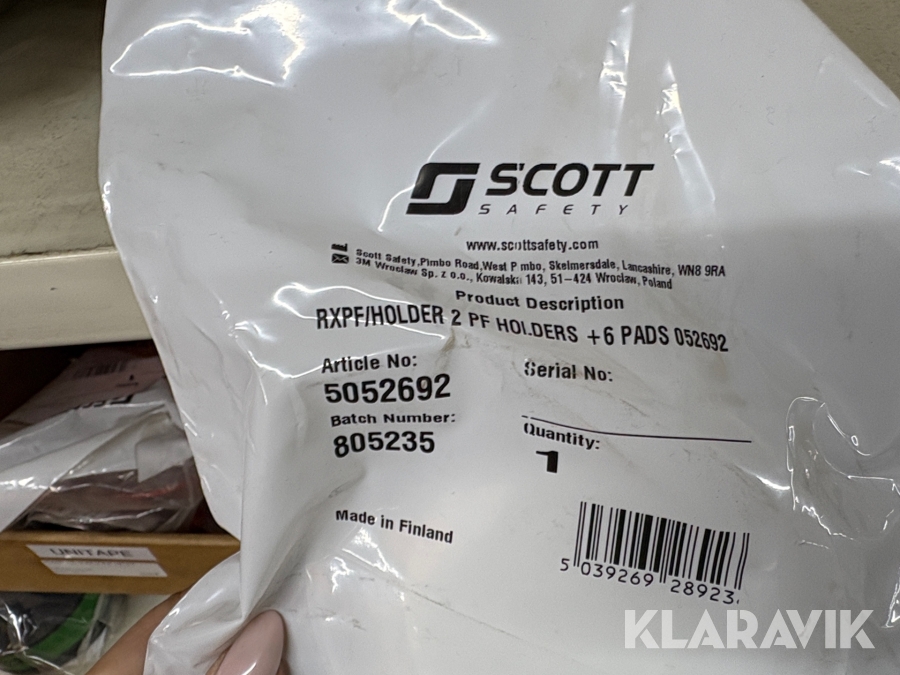 SCOTT
SAFETY
www.scottsafety.com
Scott Safety, Pimbo Road, West Pimbo, Skelmersdale, Lancashire, WN8 9RA
3M Wroclaw Sp. z o.o., Kowalska 143, 51-424 Wroclaw, Poland
Product Description
RXPF/HOLDER 2 PF HOLDERS +6 PADS 052692
Article No:
5052692
Serial No:
Batch Number:
805235
Quantity:
1
Made in Finland
5 039269 28923
UNITAPE
KLARAVIK